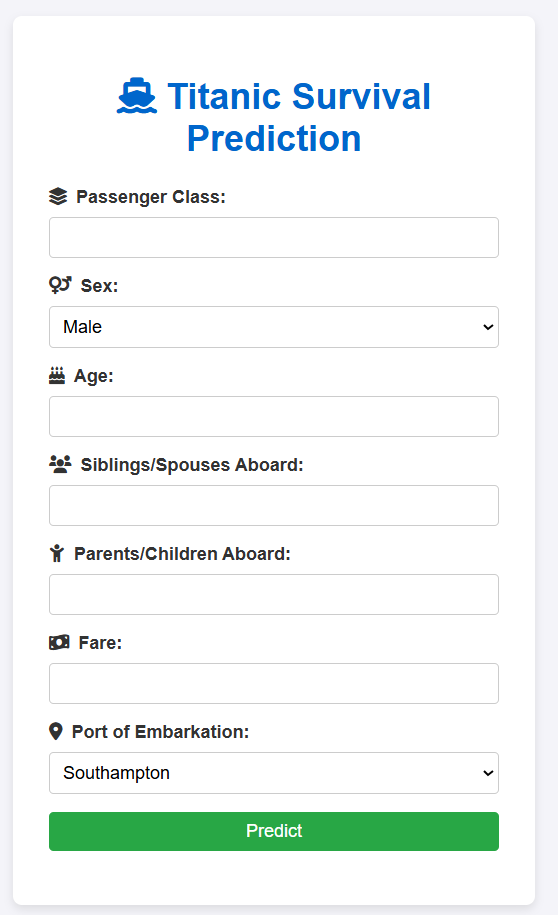 Titanic Survival
Prediction
Passenger Class:
Sex:
Male
Age:
Siblings/Spouses Aboard:
Parents/Children Aboard:
Fare:
Port of Embarkation:
Southampton
Predict